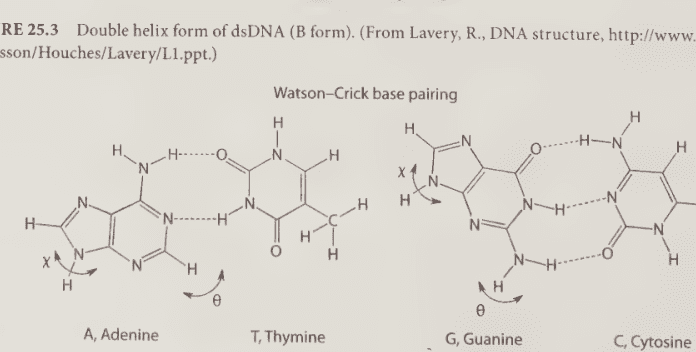 RE 25.3 Double helix form of dsDNA (B form). (From Lavery, R., DNA structure, http://www.
sson/Houches/Lavery/L1.ppt.)
Watson–Crick base pairing
H
H
H
H
H
O
N
H
N
H
O
H
N
H
N
N
H
N
H
χ
N
H
N
H
H
N
O
C
H
H
H
θ
H
N
χ
H
N
N
N
H
N
H
H
θ
N
O
N
H
H
A, Adenine T, Thymine G, Guanine C, Cytosine